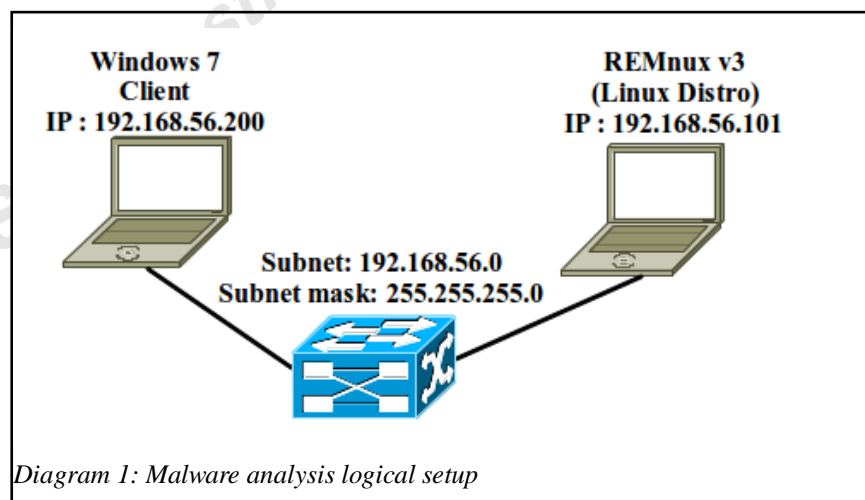 Windows 7
Client
IP : 192.168.56.200
REMnux v3
(Linux Distro)
IP : 192.168.56.101
Subnet: 192.168.56.0
Subnet mask: 255.255.255.0
Diagram 1: Malware analysis logical setup